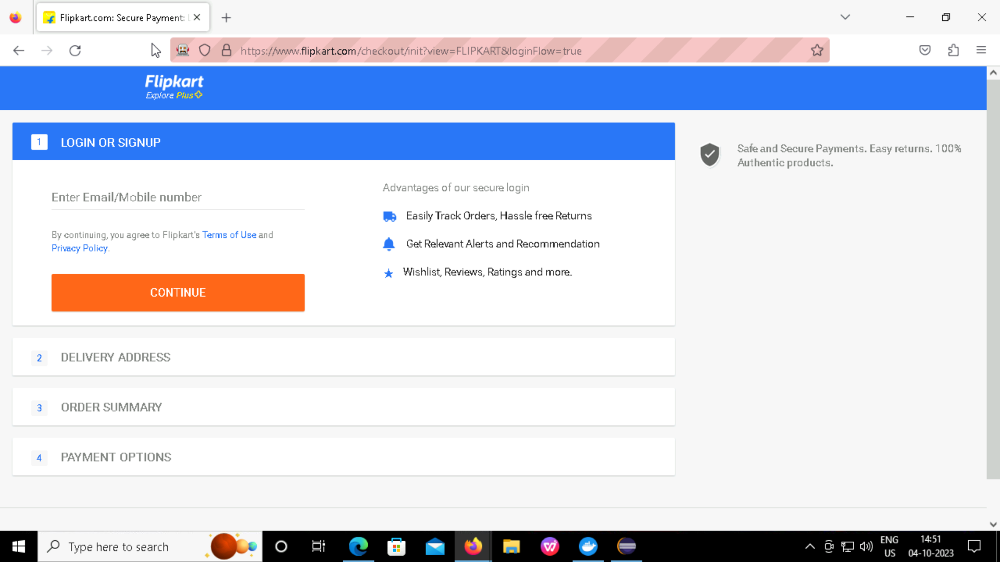 Flipkart.com: Secure Payment:
https://www.flipkart.com/checkout/init?view=FLIPKART&loginFlow=true
Flipkart
Explore Plus
1 LOGIN OR SIGNUP
Enter Email/Mobile number
By continuing, you agree to Flipkart's Terms of Use and
Privacy Policy.
CONTINUE
Advantages of our secure login
Easily Track Orders, Hassle free Returns
Get Relevant Alerts and Recommendation
Wishlist, Reviews, Ratings and more.
Safe and Secure Payments. Easy returns. 100%
Authentic products.
2 DELIVERY ADDRESS
3 ORDER SUMMARY
4 PAYMENT OPTIONS
Type here to search
ENG
US
14:51
04-10-2023